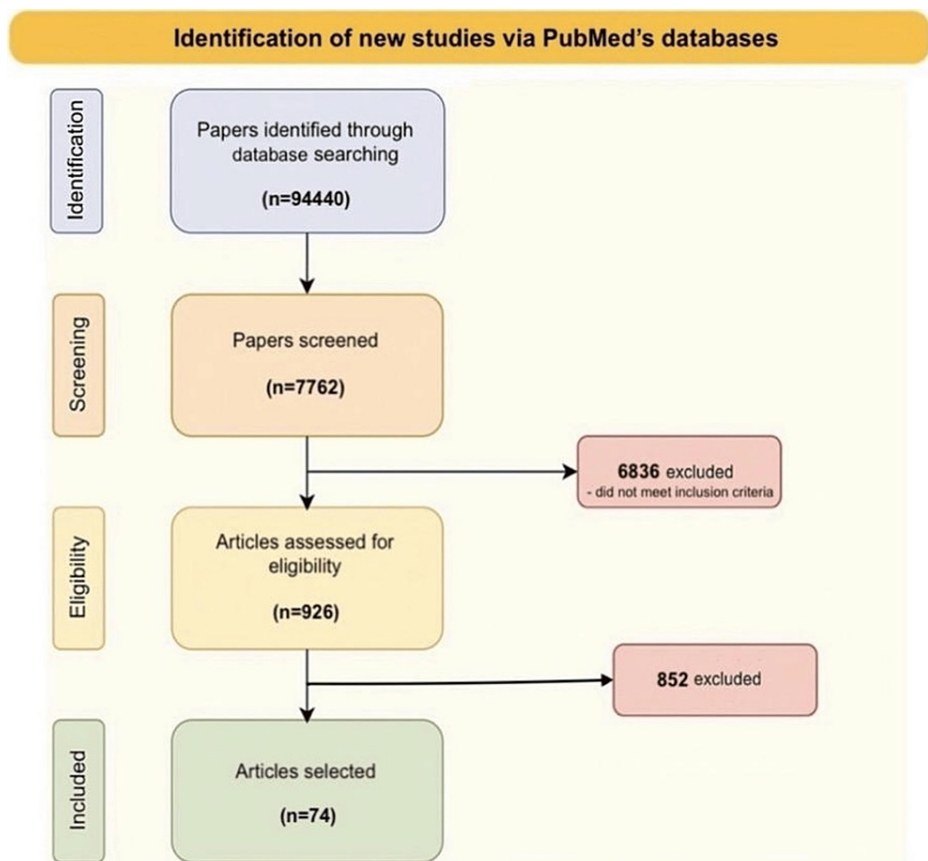 Identification of new studies via PubMed’s databases
Identification
Papers identified through
database searching
(n=94440)
Screening
Papers screened
(n=7762)
6836 excluded
- did not meet inclusion criteria
Eligibility
Articles assessed for
eligibility
(n=926)
852 excluded
Included
Articles selected
(n=74)